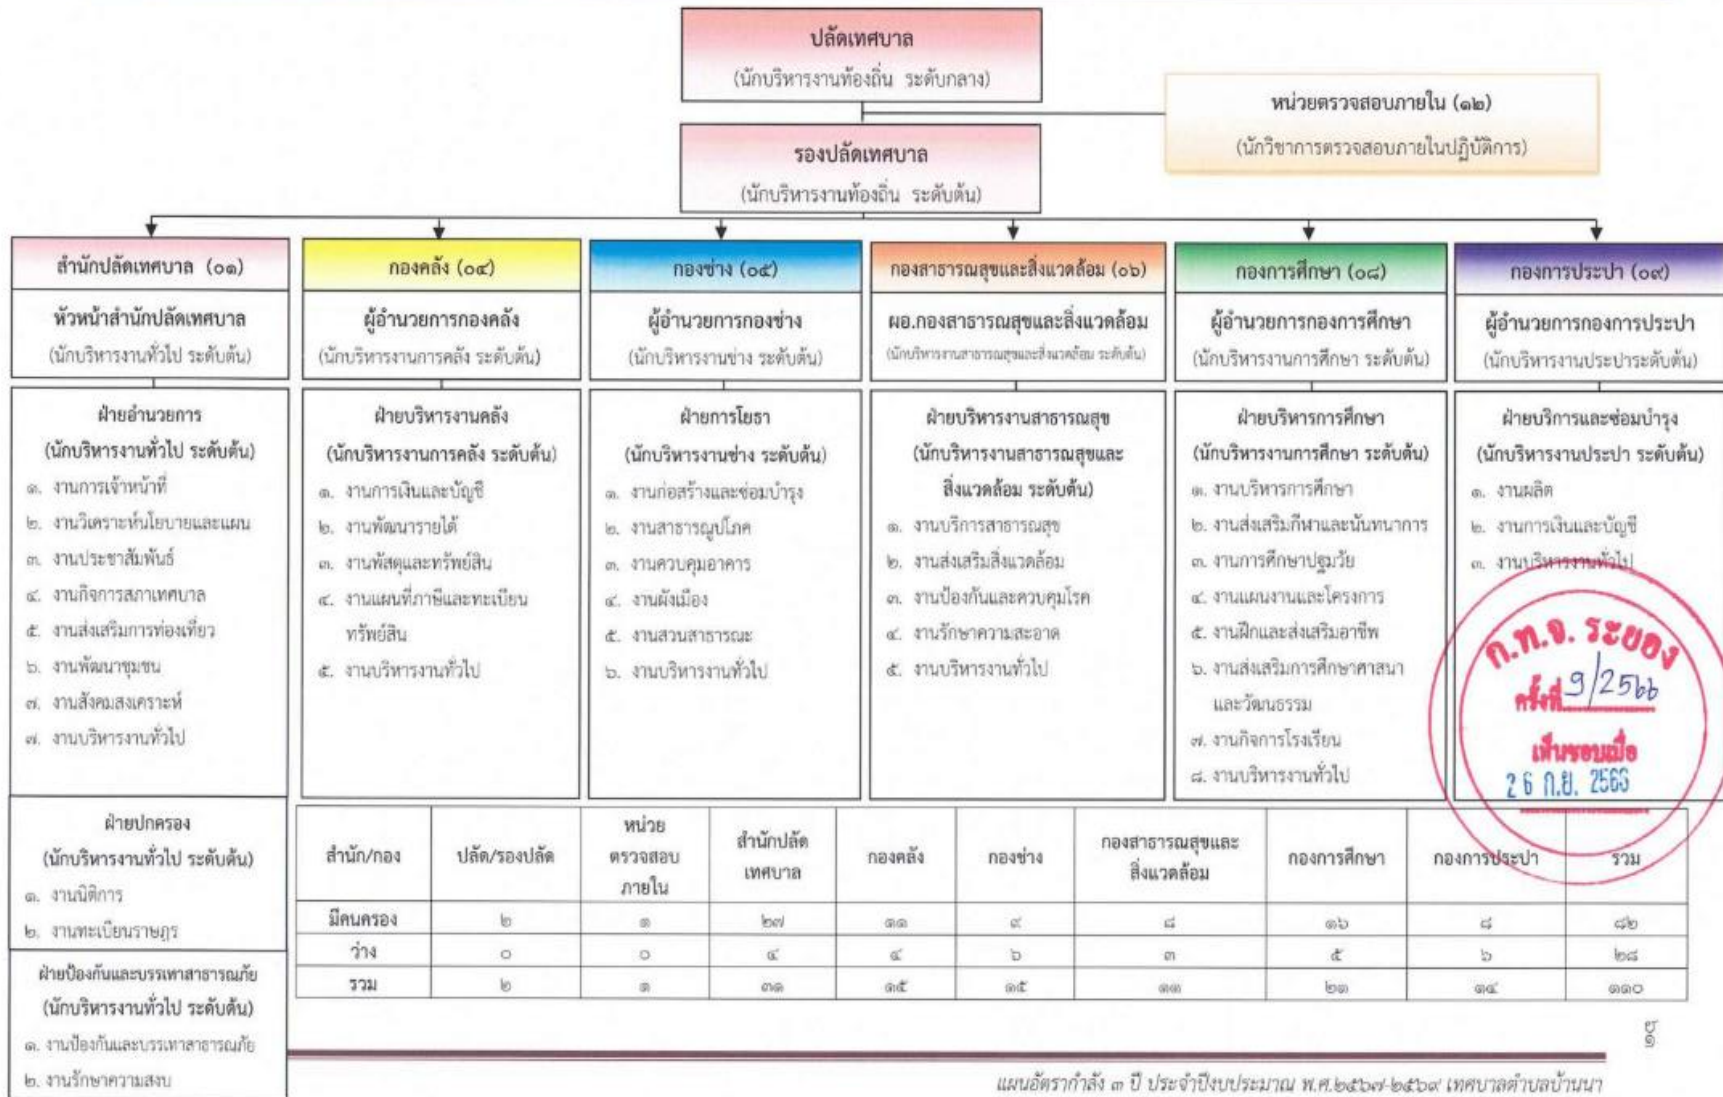 ปลัดเทศบาล
(นักบริหารงานท้องถิ่น ระดับกลาง)
หน่วยตรวจสอบภายใน (๑๒)
(นักวิชาการตรวจสอบภายในปฏิบัติการ)
รองปลัดเทศบาล
(นักบริหารงานท้องถิ่น ระดับต้น)
สำนักปลัดเทศบาล (๐๑)
หัวหน้าสำนักปลัดเทศบาล
(นักบริหารงานทั่วไป ระดับต้น)
ฝ่ายอำนวยการ
(นักบริหารงานทั่วไป ระดับต้น)
๑. งานการเจ้าหน้าที่
๒. งานวิเคราะห์นโยบายและแผน
๓. งานประชาสัมพันธ์
๔. งานกิจการสภาเทศบาล
๕. งานส่งเสริมการท่องเที่ยว
๖. งานพัฒนาชุมชน
๗. งานสังคมสงเคราะห์
๗. งานบริหารงานทั่วไป
ฝ่ายปกครอง
(นักบริหารงานทั่วไป ระดับต้น)
๑. งานนิติการ
๒. งานทะเบียนราษฎร
ฝ่ายป้องกันและบรรเทาสาธารณภัย
(นักบริหารงานทั่วไป ระดับต้น)
๑. งานป้องกันและบรรเทาสาธารณภัย
๒. งานรักษาความสงบ
กองคลัง (๐๔)
ผู้อำนวยการกองคลัง
(นักบริหารงานการคลัง ระดับต้น)
ฝ่ายบริหารงานคลัง
(นักบริหารงานการคลัง ระดับต้น)
๑. งานการเงินและบัญชี
๒. งานพัฒนารายได้
๓. งานพัสดุและทรัพย์สิน
๔. งานแผนที่ภาษีและทะเบียน
ทรัพย์สิน
๕. งานบริหารงานทั่วไป
กองช่าง (๐๕)
ผู้อำนวยการกองช่าง
(นักบริหารงานช่าง ระดับต้น)
ฝ่ายการโยธา
(นักบริหารงานช่าง ระดับต้น)
๑. งานก่อสร้างและซ่อมบำรุง
๒. งานสาธารณูปโภค
๓. งานควบคุมอาคาร
๔. งานผังเมือง
๕. งานสวนสาธารณะ
๖. งานบริหารงานทั่วไป
กองสาธารณสุขและสิ่งแวดล้อม (๐๖)
ผอ.กองสาธารณสุขและสิ่งแวดล้อม
(นักบริหารงานสาธารณสุขและสิ่งแวดล้อม ระดับต้น)
ฝ่ายบริหารงานสาธารณสุข
(นักบริหารงานสาธารณสุขและ
สิ่งแวดล้อม ระดับต้น)
๑. งานบริการสาธารณสุข
๒. งานส่งเสริมสิ่งแวดล้อม
๓. งานป้องกันและควบคุมโรค
๔. งานรักษาความสะอาด
๕. งานบริหารงานทั่วไป
กองการศึกษา (๐๘)
ผู้อำนวยการกองการศึกษา
(นักบริหารงานการศึกษา ระดับต้น)
ฝ่ายบริหารการศึกษา
(นักบริหารงานการศึกษา ระดับต้น)
๑. งานบริหารการศึกษา
๒. งานส่งเสริมกีฬาและนันทนาการ
๓. งานการศึกษาปฐมวัย
๔. งานแผนงานและโครงการ
๕. งานฝึกและส่งเสริมอาชีพ
๖. งานส่งเสริมการศึกษาศาสนา
และวัฒนธรรม
๗. งานกิจการโรงเรียน
๘. งานบริหารงานทั่วไป
กองการประปา (๐๙)
ผู้อำนวยการกองการประปา
(นักบริหารงานประปาระดับต้น)
ฝ่ายบริการและซ่อมบำรุง
(นักบริหารงานประปา ระดับต้น)
๑. งานผลิต
๒. งานการเงินและบัญชี
๓. งานบริหารงานทั่วไป
ก.ท.จ. ระยอง
ครั้งที่ 9/2566
เห็นชอบเมื่อ
26 ก.ย. 2566
สำนัก/กอง ปลัด/รองปลัด หน่วยตรวจสอบภายใน สำนักปลัดเทศบาล กองคลัง กองช่าง กองสาธารณสุขและสิ่งแวดล้อม กองการศึกษา กองการประปา รวม
มีคนครอง ๒ ๑ ๒๗ ๑๑ ๙ ๘ ๑๖ ๘ ๘๒
ว่าง ๐ ๐ ๔ ๔ ๖ ๓ ๕ ๖ ๒๘
รวม ๒ ๑ ๓๑ ๑๕ ๑๕ ๑๑ ๒๑ ๑๔ ๑๑๐
แผนอัตรากำลัง ๓ ปี ประจำปีงบประมาณ พ.ศ.๒๕๖๗-๒๕๖๙ เทศบาลตำบลบ้านนา